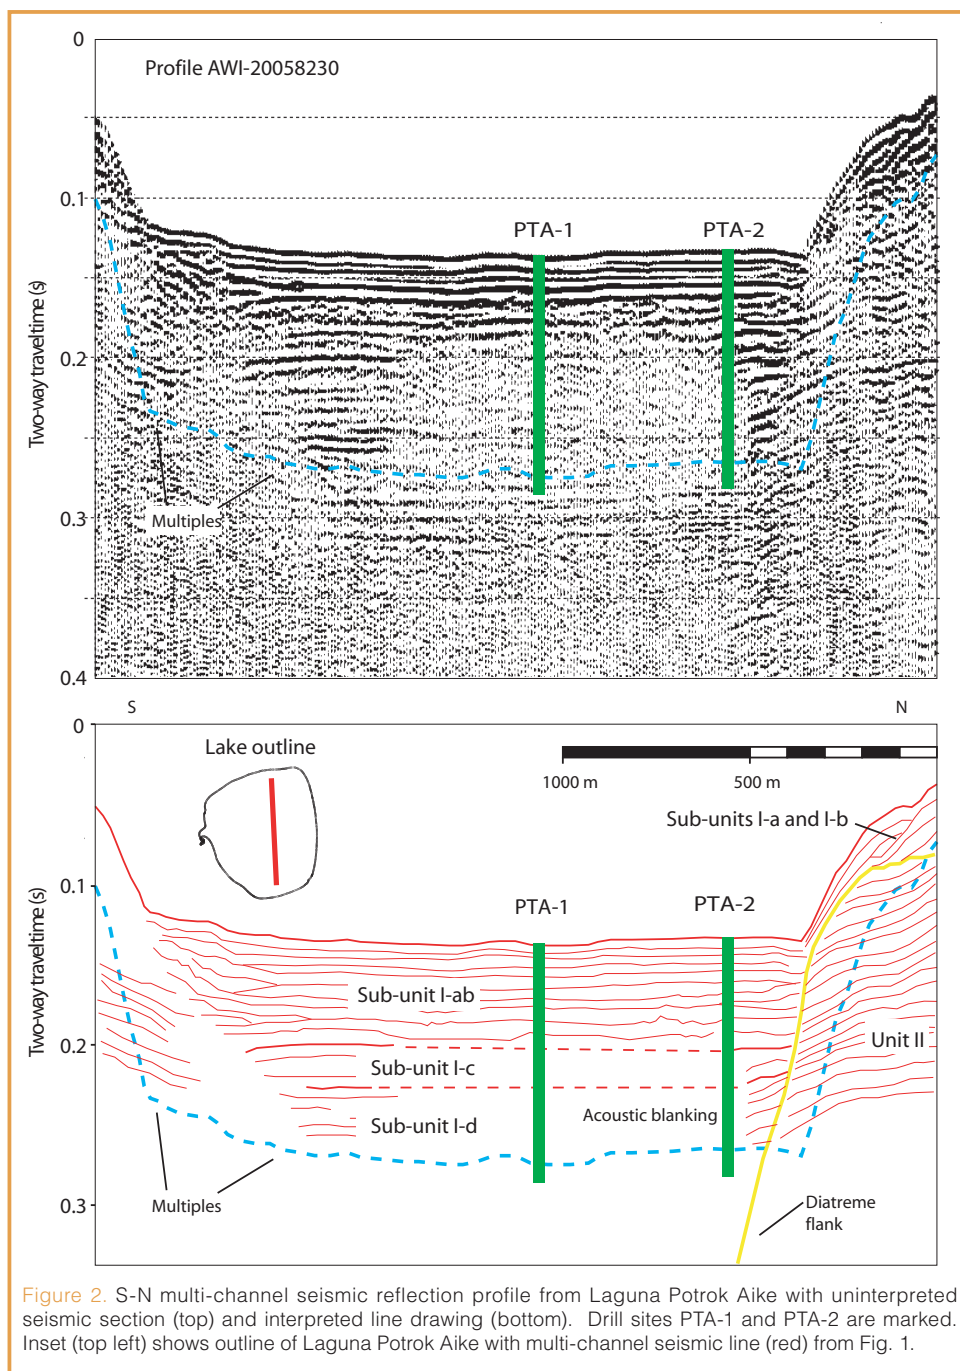 0
Profile AWI-20058230
0.1
PTA-1
PTA-2
Two-way traveltime (s)
0.2
Multiples
0.3
0.4
S
N
0
Lake outline
1000 m
500 m
Sub-units I-a and I-b
0.1
PTA-1
PTA-2
Two-way traveltime (s)
Sub-unit I-ab
0.2
Unit II
Sub-unit I-c
Acoustic blanking
Sub-unit I-d
0.3
Multiples
Diatreme
flank
Figure 2. S-N multi-channel seismic reflection profile from Laguna Potrok Aike with uninterpreted
seismic section (top) and interpreted line drawing (bottom). Drill sites PTA-1 and PTA-2 are marked.
Inset (top left) shows outline of Laguna Potrok Aike with multi-channel seismic line (red) from Fig. 1.